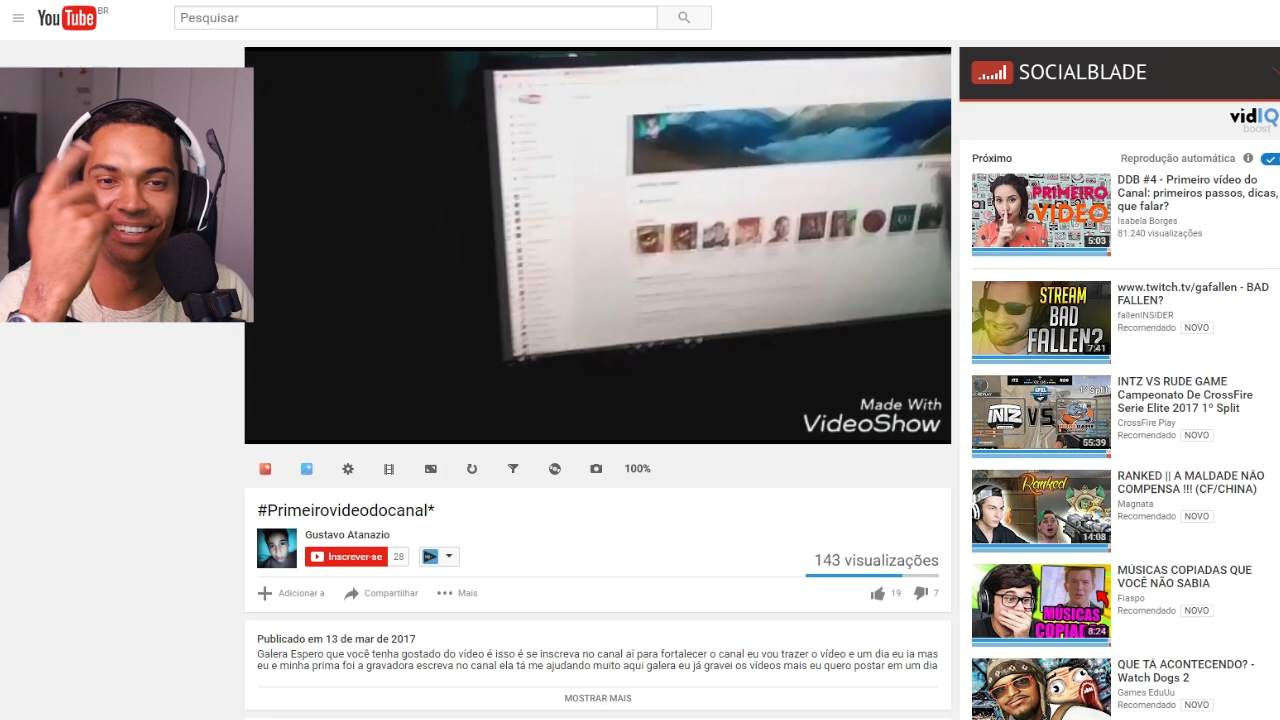 YouTube BR
Pesquisar
SOCIALBLADE
vidIQ
boost
Made With
VideoShow
100%
#Primeirovideodocanal*
Gustavo Atanazio
Inscrever-se 28
143 visualizações
Adicionar a Compartilhar Mais
19 7
Publicado em 13 de mar de 2017
Galera Espero que você tenha gostado do vídeo é isso é se inscreva no canal aí para fortalecer o canal eu vou trazer o vídeo e um dia eu ia mas
eu e minha prima foi a gravadora escreva no canal ela tá me ajudando muito aqui galera eu já gravei os vídeos mais eu quero postar em um dia
MOSTRAR MAIS
Próximo Reprodução automática
PRIMEIRO
VÍDEO
5:03
DDB #4 - Primeiro vídeo do
Canal: primeiros passos, dicas,
que falar?
Isabela Borges
81.240 visualizações
STREAM
BAD
FALLEN?
7:41
www.twitch.tv/gafallen - BAD
FALLEN?
fallenINSIDER
Recomendado NOVO
1º Split
INTZ VS
55:39
INTZ VS RUDE GAME
Campeonato De CrossFire
Serie Elite 2017 1º Split
CrossFire Play
Recomendado NOVO
Ranked
14:08
RANKED || A MALDADE NÃO
COMPENSA !!! (CF/CHINA)
Magnata
Recomendado NOVO
MÚSICAS
8:24
MÚSICAS COPIADAS QUE
VOCÊ NÃO SABIA
Fiaspo
Recomendado NOVO
QUE TÁ ACONTECENDO? -
Watch Dogs 2
Games EduUu
Recomendado NOVO